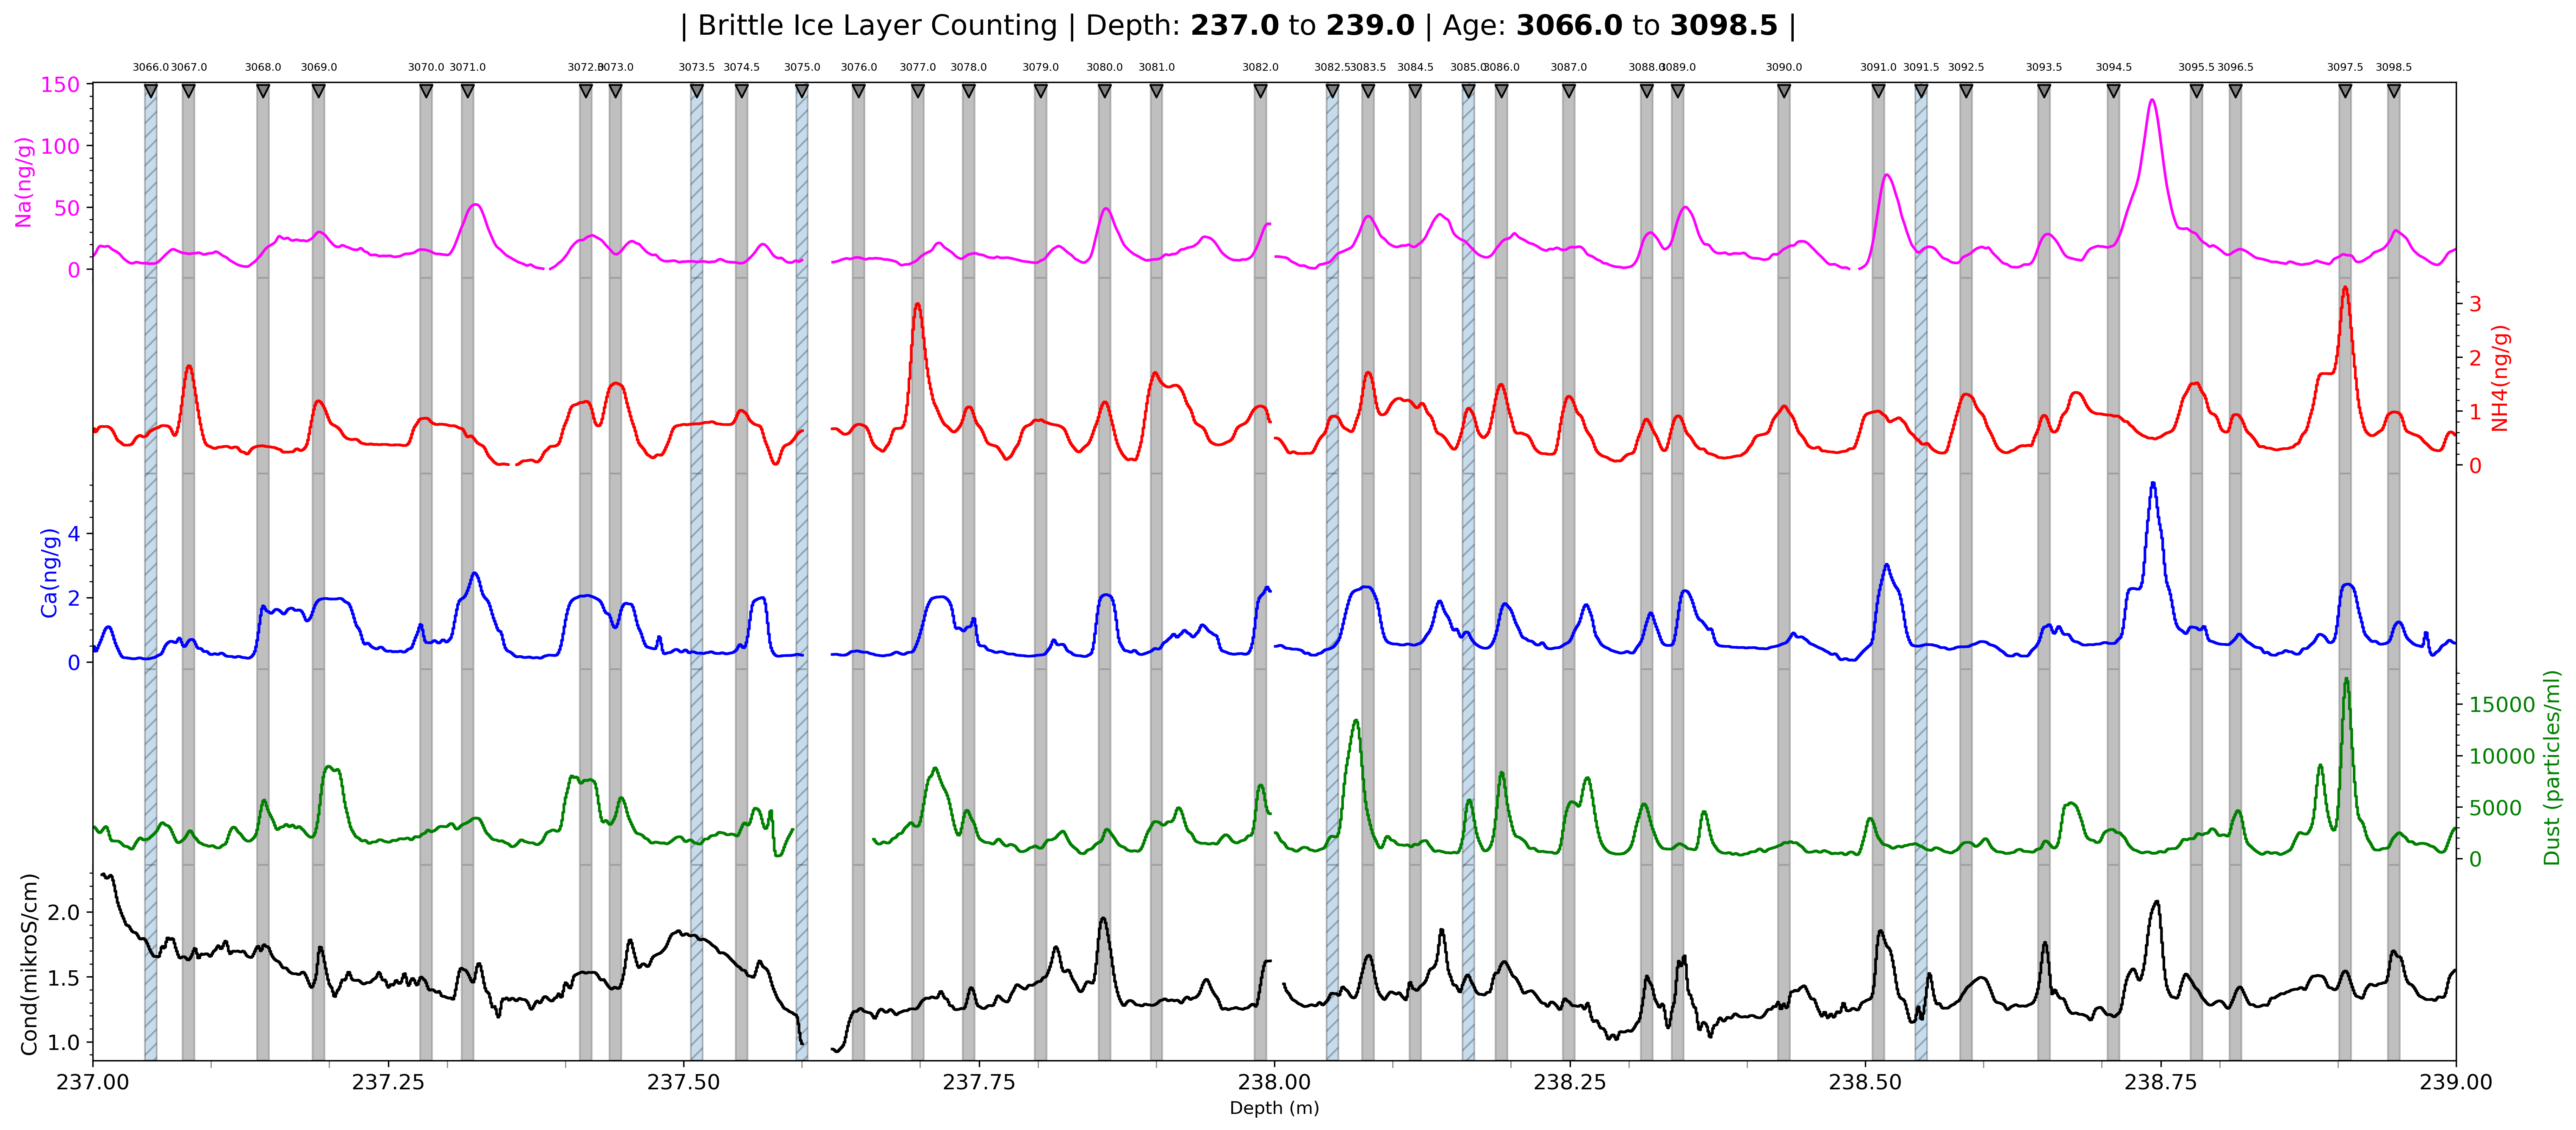 | Brittle Ice Layer Counting | Depth: 237.0 to 239.0 | Age: 3066.0 to 3098.5 |
3066.0 3067.0 3068.0 3069.0 3070.0 3071.0 3072.0 3073.0 3073.5 3074.5 3075.0 3076.0 3077.0 3078.0 3079.0 3080.0 3081.0 3082.0 3082.5 3083.5 3084.5 3085.0 3086.0 3087.0 3088.0 3089.0 3090.0 3091.0 3091.5 3092.5 3093.5 3094.5 3095.5 3096.5 3097.5 3098.5
Na(ng/g)
150
100
50
0
NH4(ng/g)
3
2
1
0
Ca(ng/g)
4
2
0
Dust (particles/ml)
15000
10000
5000
0
Cond(mikroS/cm)
2.0
1.5
1.0
237.00 237.25 237.50 237.75 238.00 238.25 238.50 238.75 239.00
Depth (m)